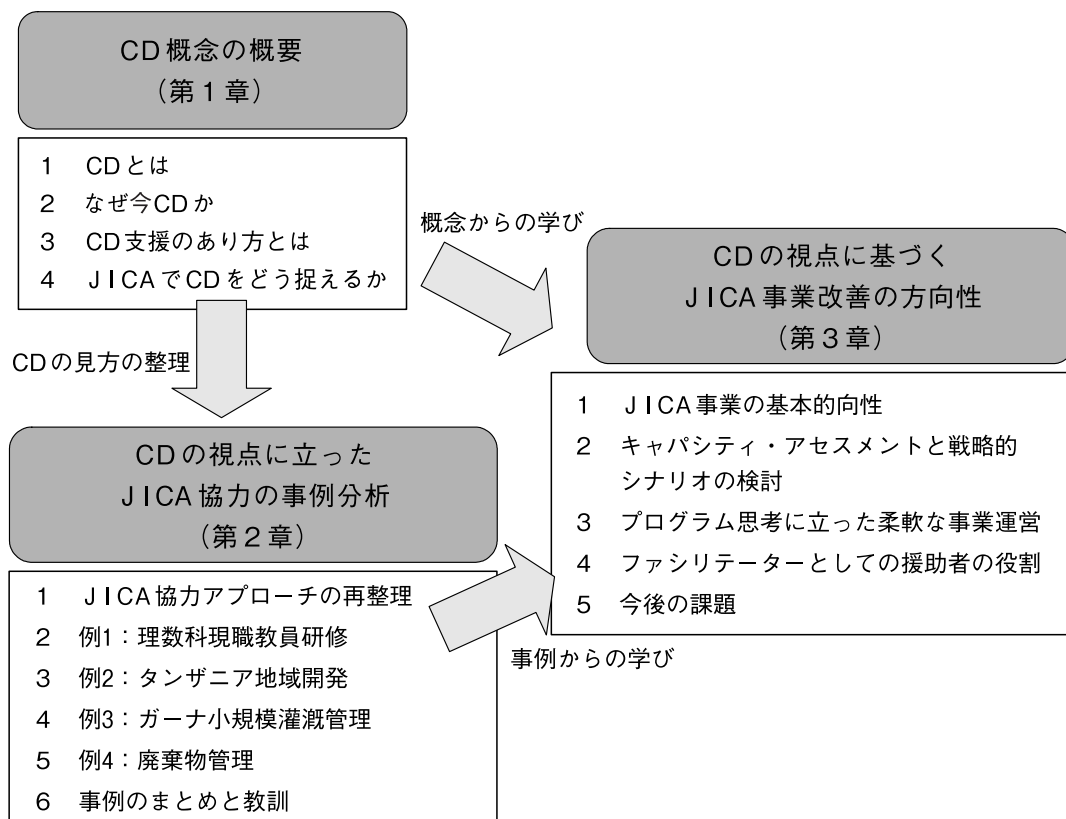 CD概念の概要
（第1章）
1 CDとは
2 なぜ今CDか
3 CD支援のあり方とは
4 JICAでCDをどう捉えるか
概念からの学び
CDの見方の整理
CDの視点に立った
JICA協力の事例分析
（第2章）
1 JICA協力アプローチの再整理
2 例1：理数科現職教員研修
3 例2：タンザニア地域開発
4 例3：ガーナ小規模灌漑管理
5 例4：廃棄物管理
6 事例のまとめと教訓
事例からの学び
CDの視点に基づく
JICA事業改善の方向性
（第3章）
1 JICA事業の基本的向性
2 キャパシティ・アセスメントと戦略的
シナリオの検討
3 プログラム思考に立った柔軟な事業運営
4 ファシリテーターとしての援助者の役割
5 今後の課題